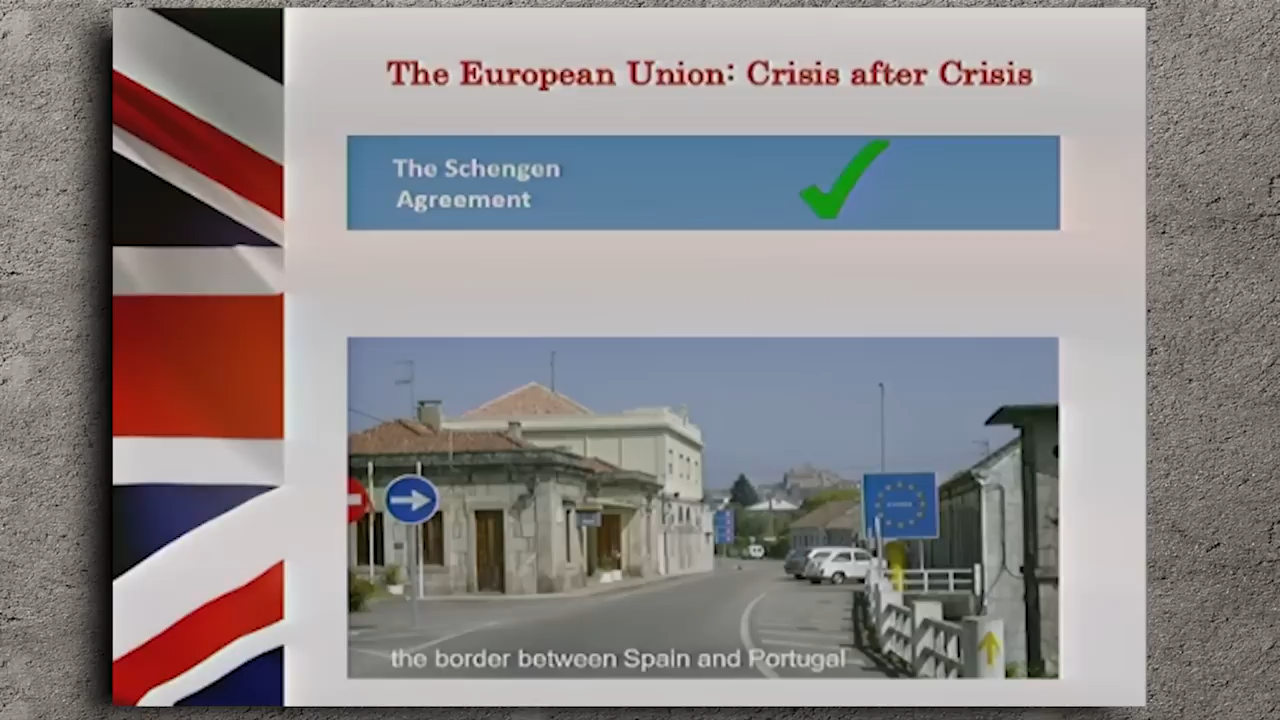 The European Union: Crisis after Crisis
The Schengen
Agreement
the border between Spain and Portugal